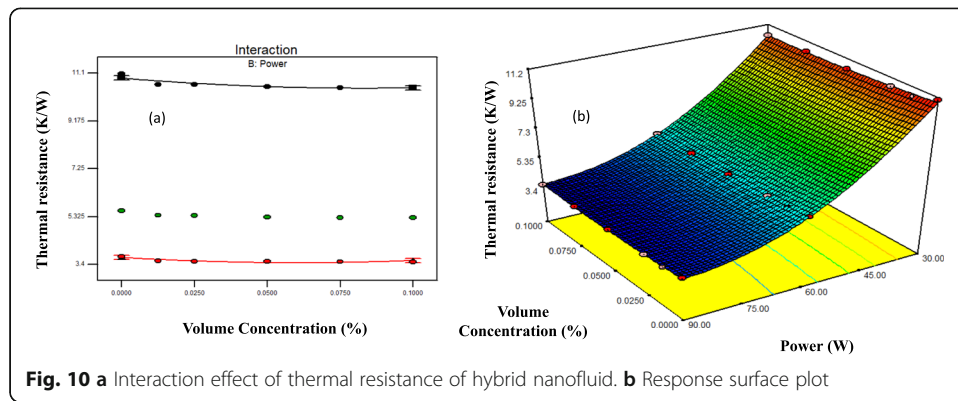 Interaction
B: Power
Thermal resistance (K/W)
11.1
9.175
7.25
5.325
3.4
(a)
0.0000
0.0250
0.0500
0.0750
0.1000
Volume Concentration (%)
Thermal resistance (K/W)
11.2
9.25
7.3
5.35
3.4
(b)
0.1000
0.0750
0.0500
0.0250
0.0000
Volume
Concentration (%)
90.00
75.00
60.00
45.00
30.00
Power (W)
Fig. 10 a Interaction effect of thermal resistance of hybrid nanofluid. b Response surface plot